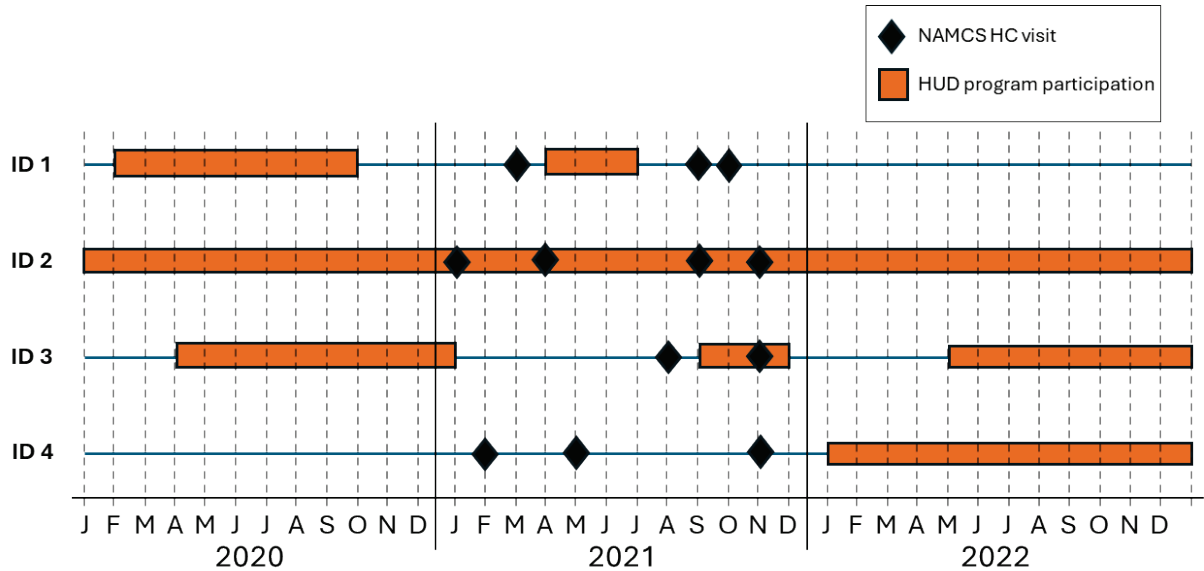 NAMCS HC visit
HUD program participation
ID 1
ID 2
ID 3
ID 4
J F M A M J J A S O N D J F M A M J J A S O N D J F M A M J J A S O N D
2020 2021 2022